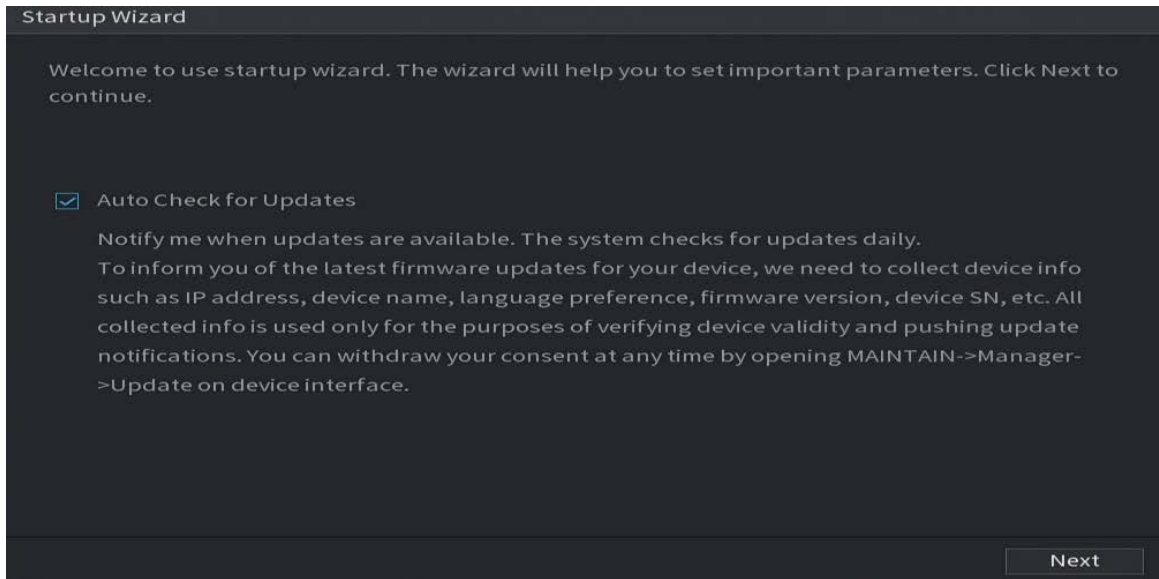 Startup Wizard
Welcome to use startup wizard. The wizard will help you to set important parameters. Click Next to
continue.
Auto Check for Updates
Notify me when updates are available. The system checks for updates daily.
To inform you of the latest firmware updates for your device, we need to collect device info
such as IP address, device name, language preference, firmware version, device SN, etc. All
collected info is used only for the purposes of verifying device validity and pushing update
notifications. You can withdraw your consent at any time by opening MAINTAIN->Manager-
>Update on device interface.
Next